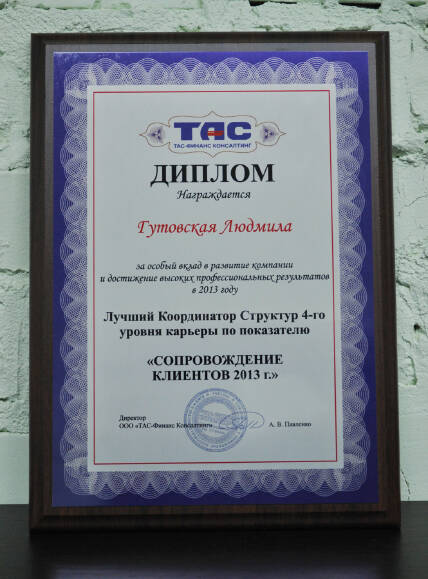 ТАС
ТАС-ФИНАНС КОНСАЛТИНГ
ДИПЛОМ
Награждается
Гутовская Людмила
за особый вклад в развитие компании
и достижение высоких профессиональных результатов
в 2013 году
Лучший Координатор Структур 4-го
уровня карьеры по показателю
«СОПРОВОЖДЕНИЕ
КЛИЕНТОВ 2013 г.»
Директор
ООО «ТАС-Финанс Консалтинг»
А. В. Павленко